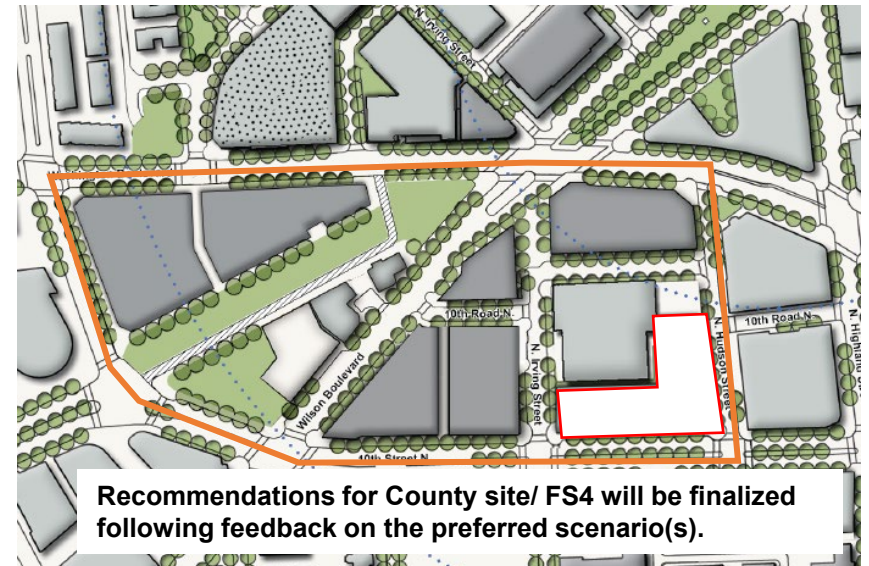 N. Irving Street
10th Road N.
10th Road N.
N. Highland
N. Hudson Street
N. Irving Street
Wilson Boulevard
10th Street N.
Recommendations for County site/ FS4 will be finalized
following feedback on the preferred scenario(s).